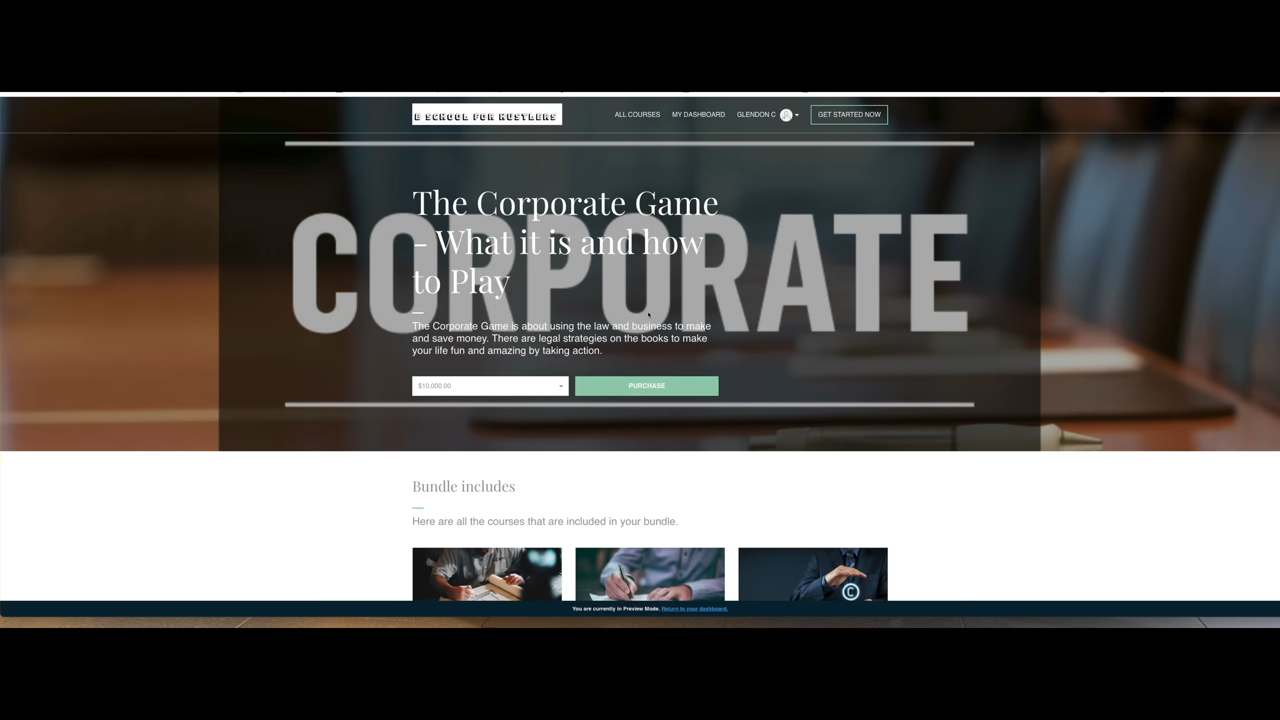 B SCHOOL FOR HUSTLERS
ALL COURSES MY DASHBOARD GLENDON C GET STARTED NOW
CORPORATE
The Corporate Game
– What it is and how
to Play
The Corporate Game is about using the law and business to make
and save money. There are legal strategies on the books to make
your life fun and amazing by taking action.
$10,000.00 PURCHASE
Bundle includes
Here are all the courses that are included in your bundle.
C
You are currently in Preview Mode. Return to your dashboard.